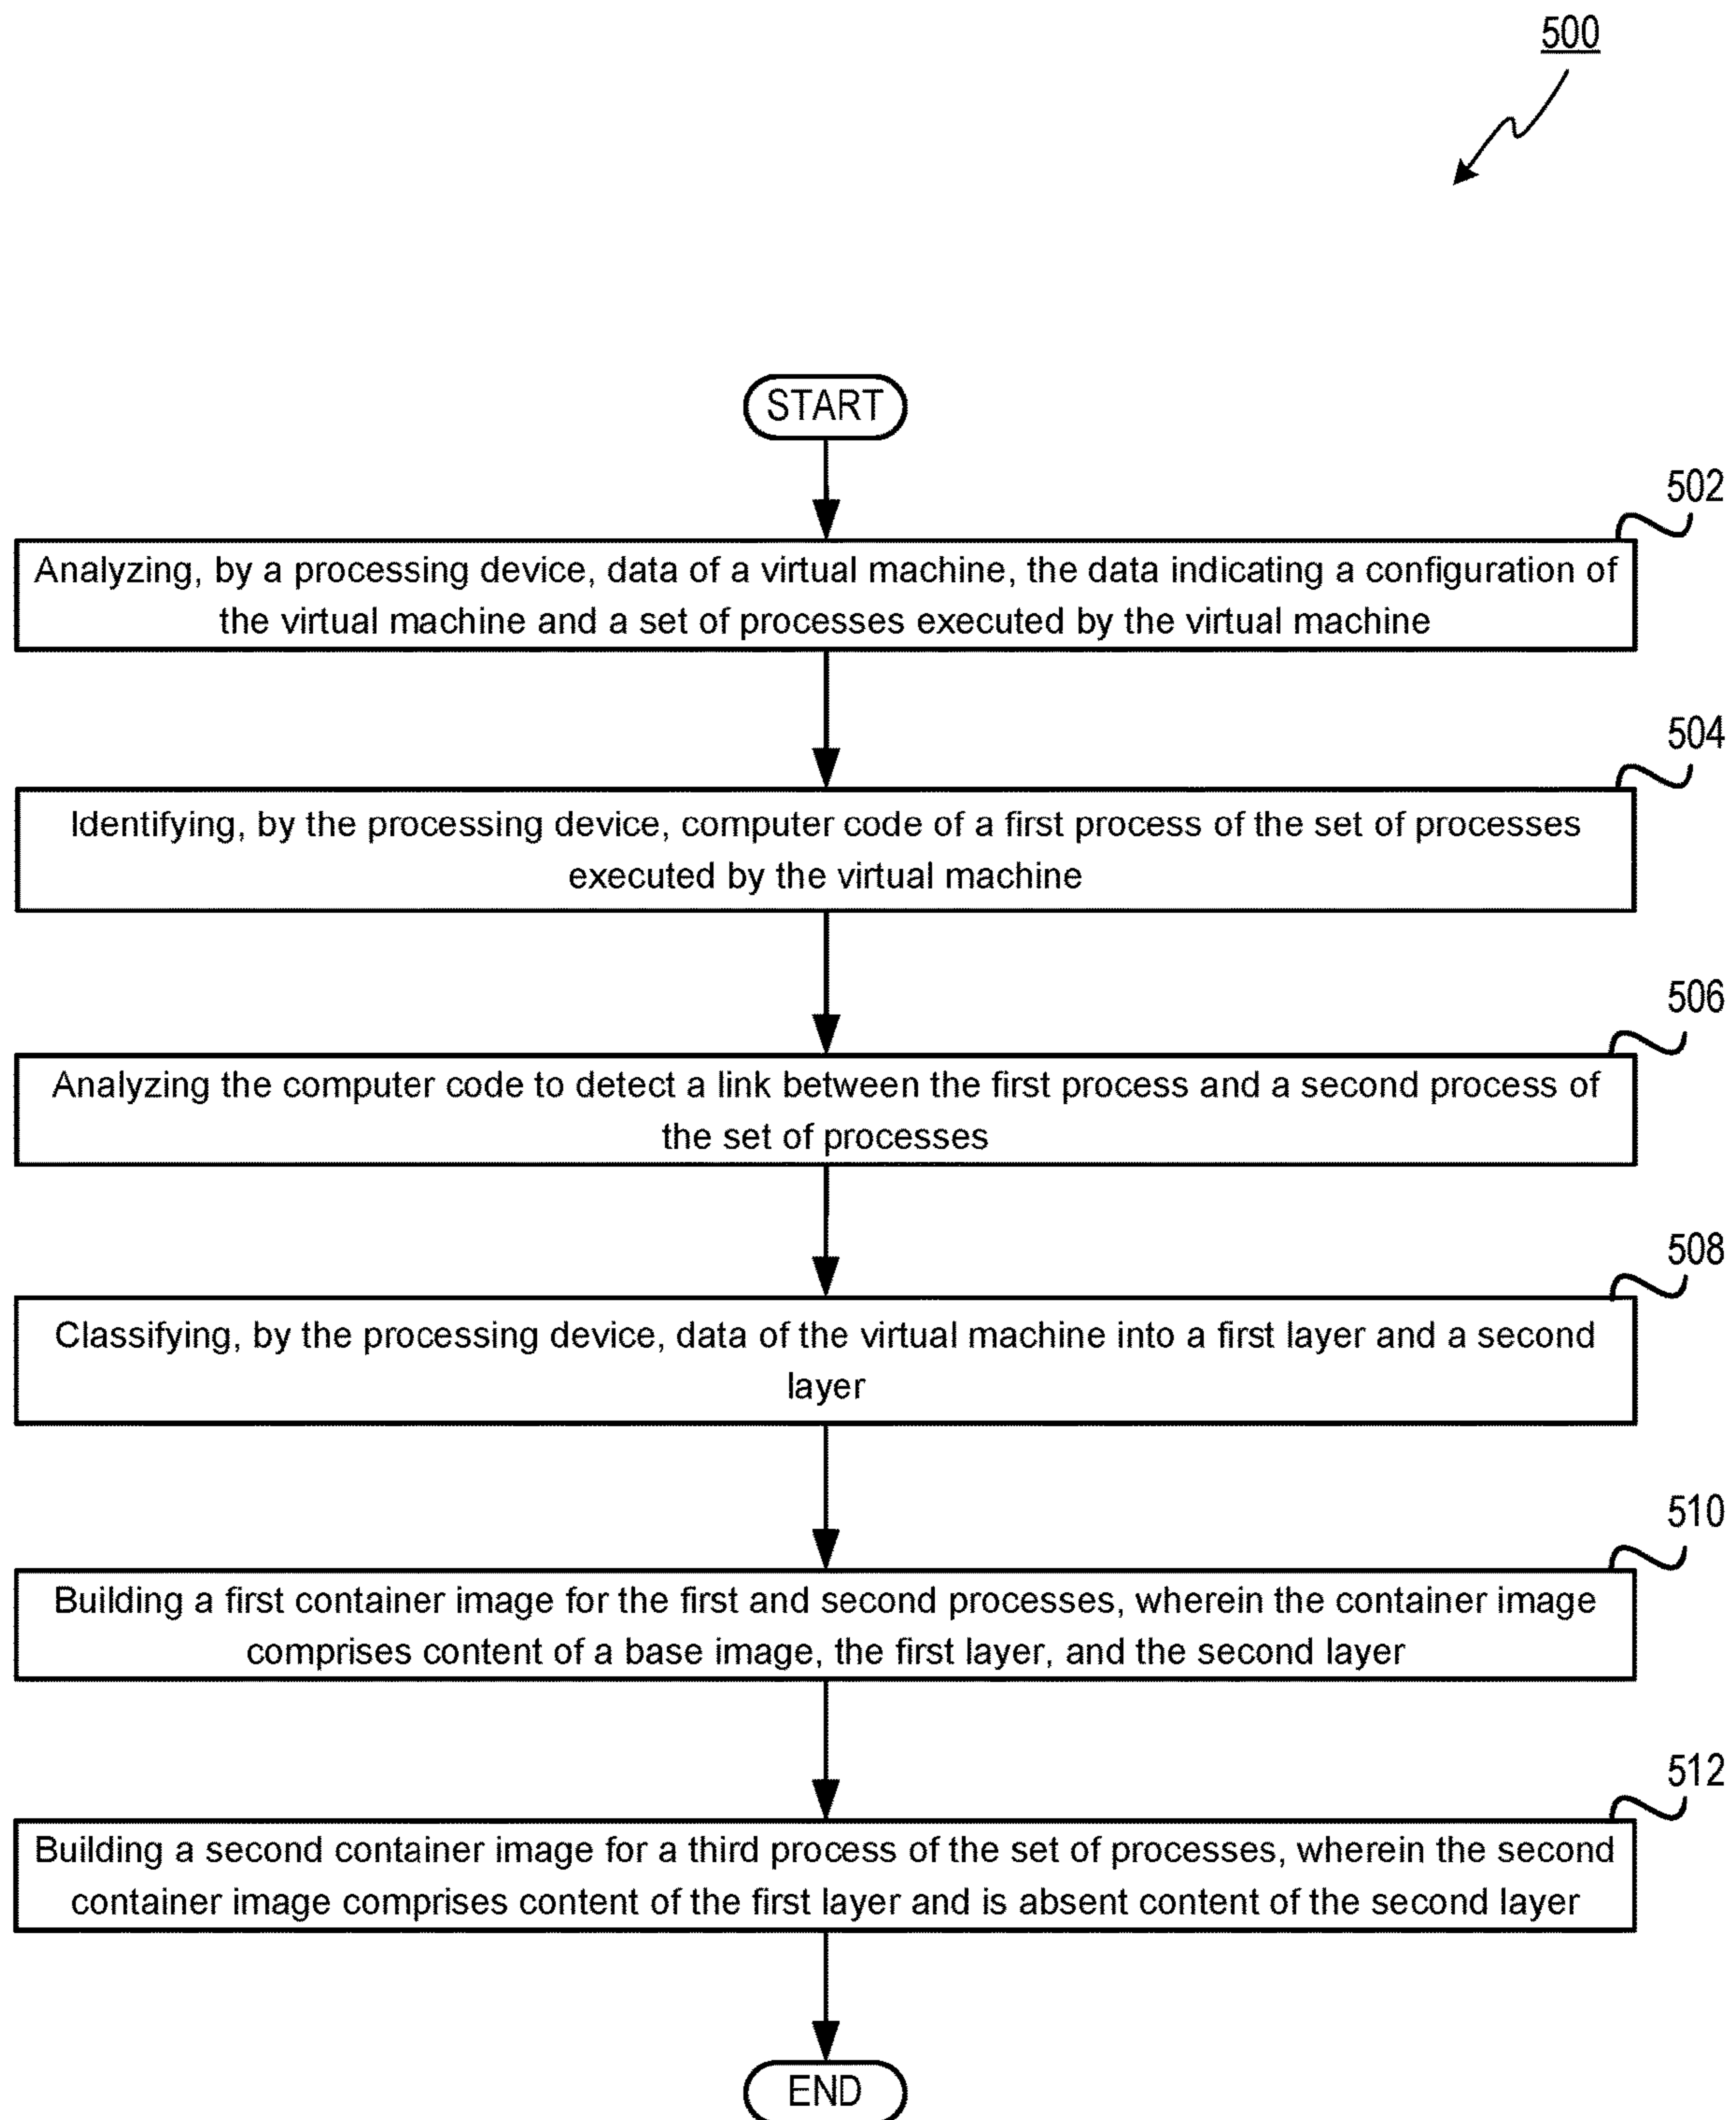 500
START
502
Analyzing, by a processing device, data of a virtual machine, the data indicating a configuration of
the virtual machine and a set of processes executed by the virtual machine
504
Identifying, by the processing device, computer code of a first process of the set of processes
executed by the virtual machine
506
Analyzing the computer code to detect a link between the first process and a second process of
the set of processes
508
Classifying, by the processing device, data of the virtual machine into a first layer and a second
layer
510
Building a first container image for the first and second processes, wherein the container image
comprises content of a base image, the first layer, and the second layer
512
Building a second container image for a third process of the set of processes, wherein the second
container image comprises content of the first layer and is absent content of the second layer
END